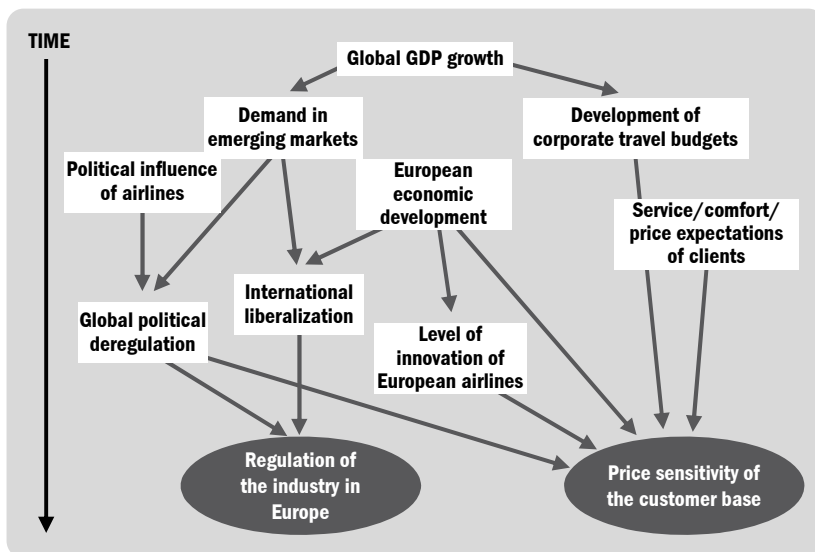 TIME
Global GDP growth
Demand in
emerging markets
Development of
corporate travel budgets
Political influence
of airlines
European
economic
development
Service/comfort/
price expectations
of clients
International
liberalization
Global political
deregulation
Level of
innovation of
European airlines
Regulation of
the industry in
Europe
Price sensitivity of
the customer base